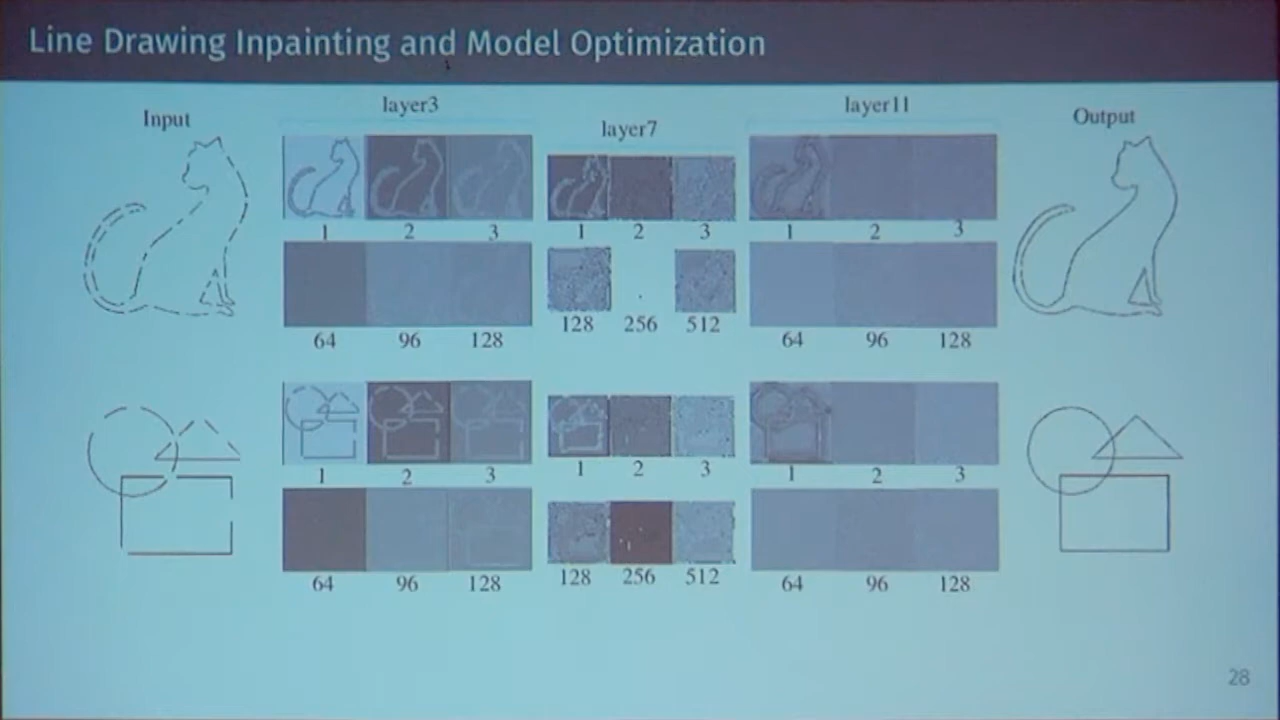 Line Drawing Inpainting and Model Optimization
Input
layer3
layer7
layer11
Output
1 2 3
1 2 3
1 2 3
64 96 128
128 256 512
64 96 128
1 2 3
1 2 3
1 2 3
64 96 128
128 256 512
64 96 128
28